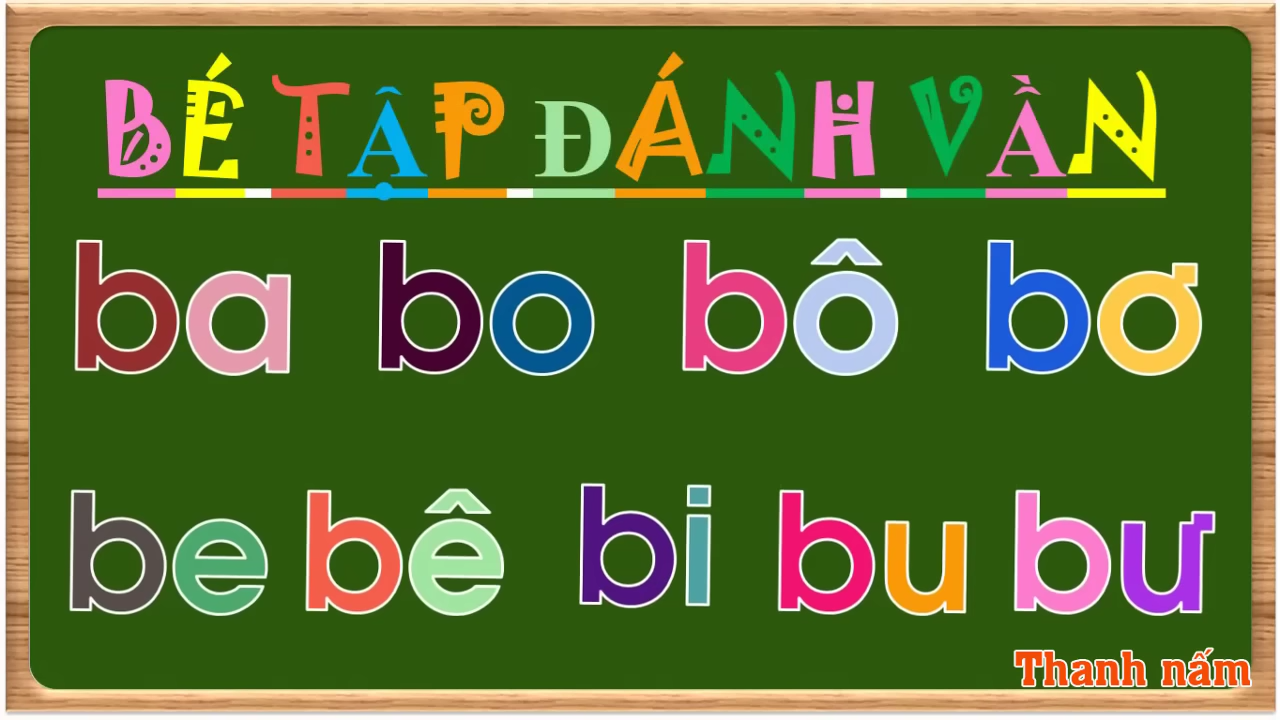 BÉ TẬP ĐÁNH VẦN
ba bo bô bơ
be bê bi bu bư
Thanh nấm